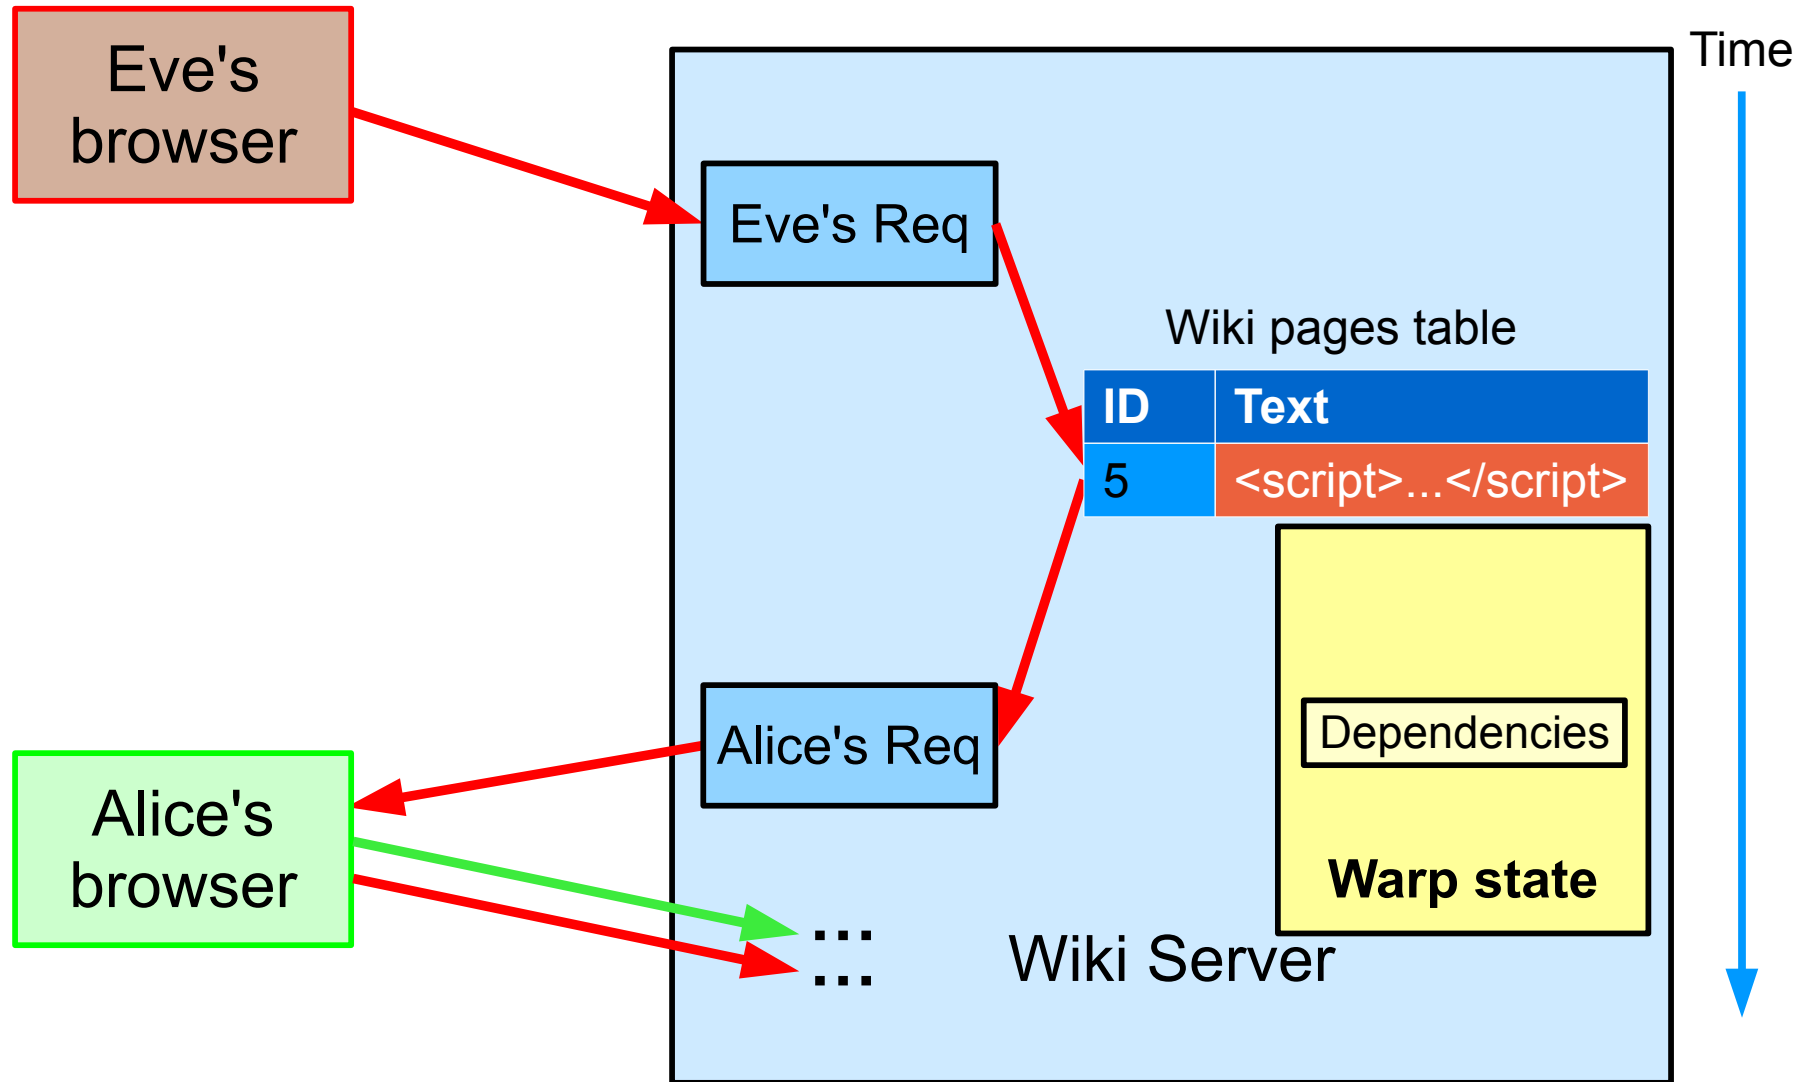 Eve's
browser
Time
Eve's Req
Wiki pages table
ID Text
5 <script>...</script>
Alice's Req
Dependencies
Warp state
Alice's
browser
...
...
Wiki Server